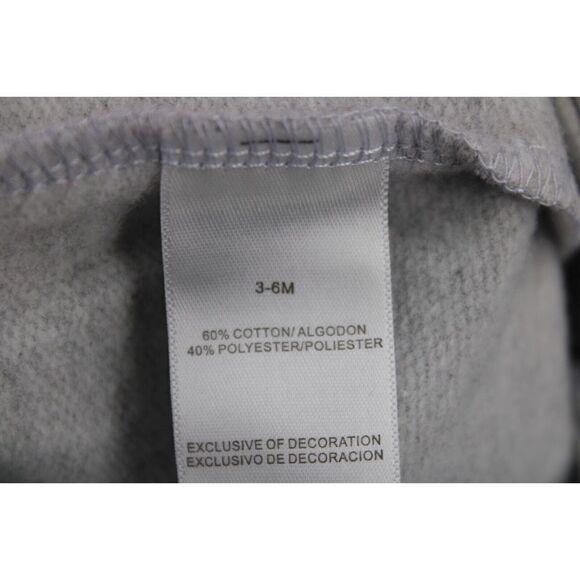 3-6M
60% COTTON/ALGODON
40% POLYESTER/POLIESTER
EXCLUSIVE OF DECORATION
EXCLUSIVO DE DECORACION